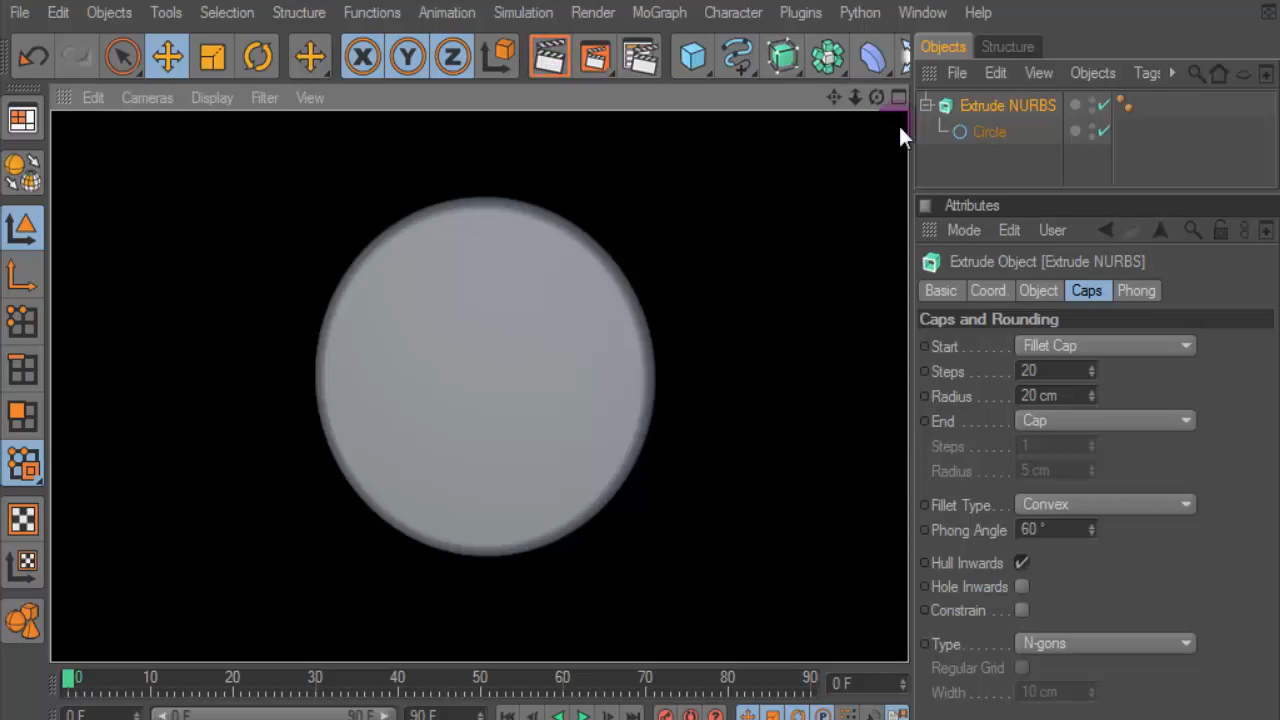 File Edit Objects Tools Selection Structure Functions Animation Simulation Render MoGraph Character Plugins Python Window Help
X Y Z
Objects Structure
File Edit View Objects Tags
Edit Cameras Display Filter View
Extrude NURBS
Circle
Attributes
Mode Edit User
Extrude Object [Extrude NURBS]
Basic Coord. Object Caps Phong
Caps and Rounding
Start . . . . . . . Fillet Cap
Steps . . . . . . 20
Radius . . . . . 20 cm
End . . . . . . . . Cap
Steps . . . . . . 1
Radius . . . . . 5 cm
Fillet Type. . . Convex
Phong Angle 60 °
Hull Inwards
Hole Inwards
Constrain . . .
Type. . . . . . . N-gons
Regular Grid
Width . . . . . . 10 cm
0 10 20 30 40 50 60 70 80 90 0 F
0 F 0 F 90 F 90 F